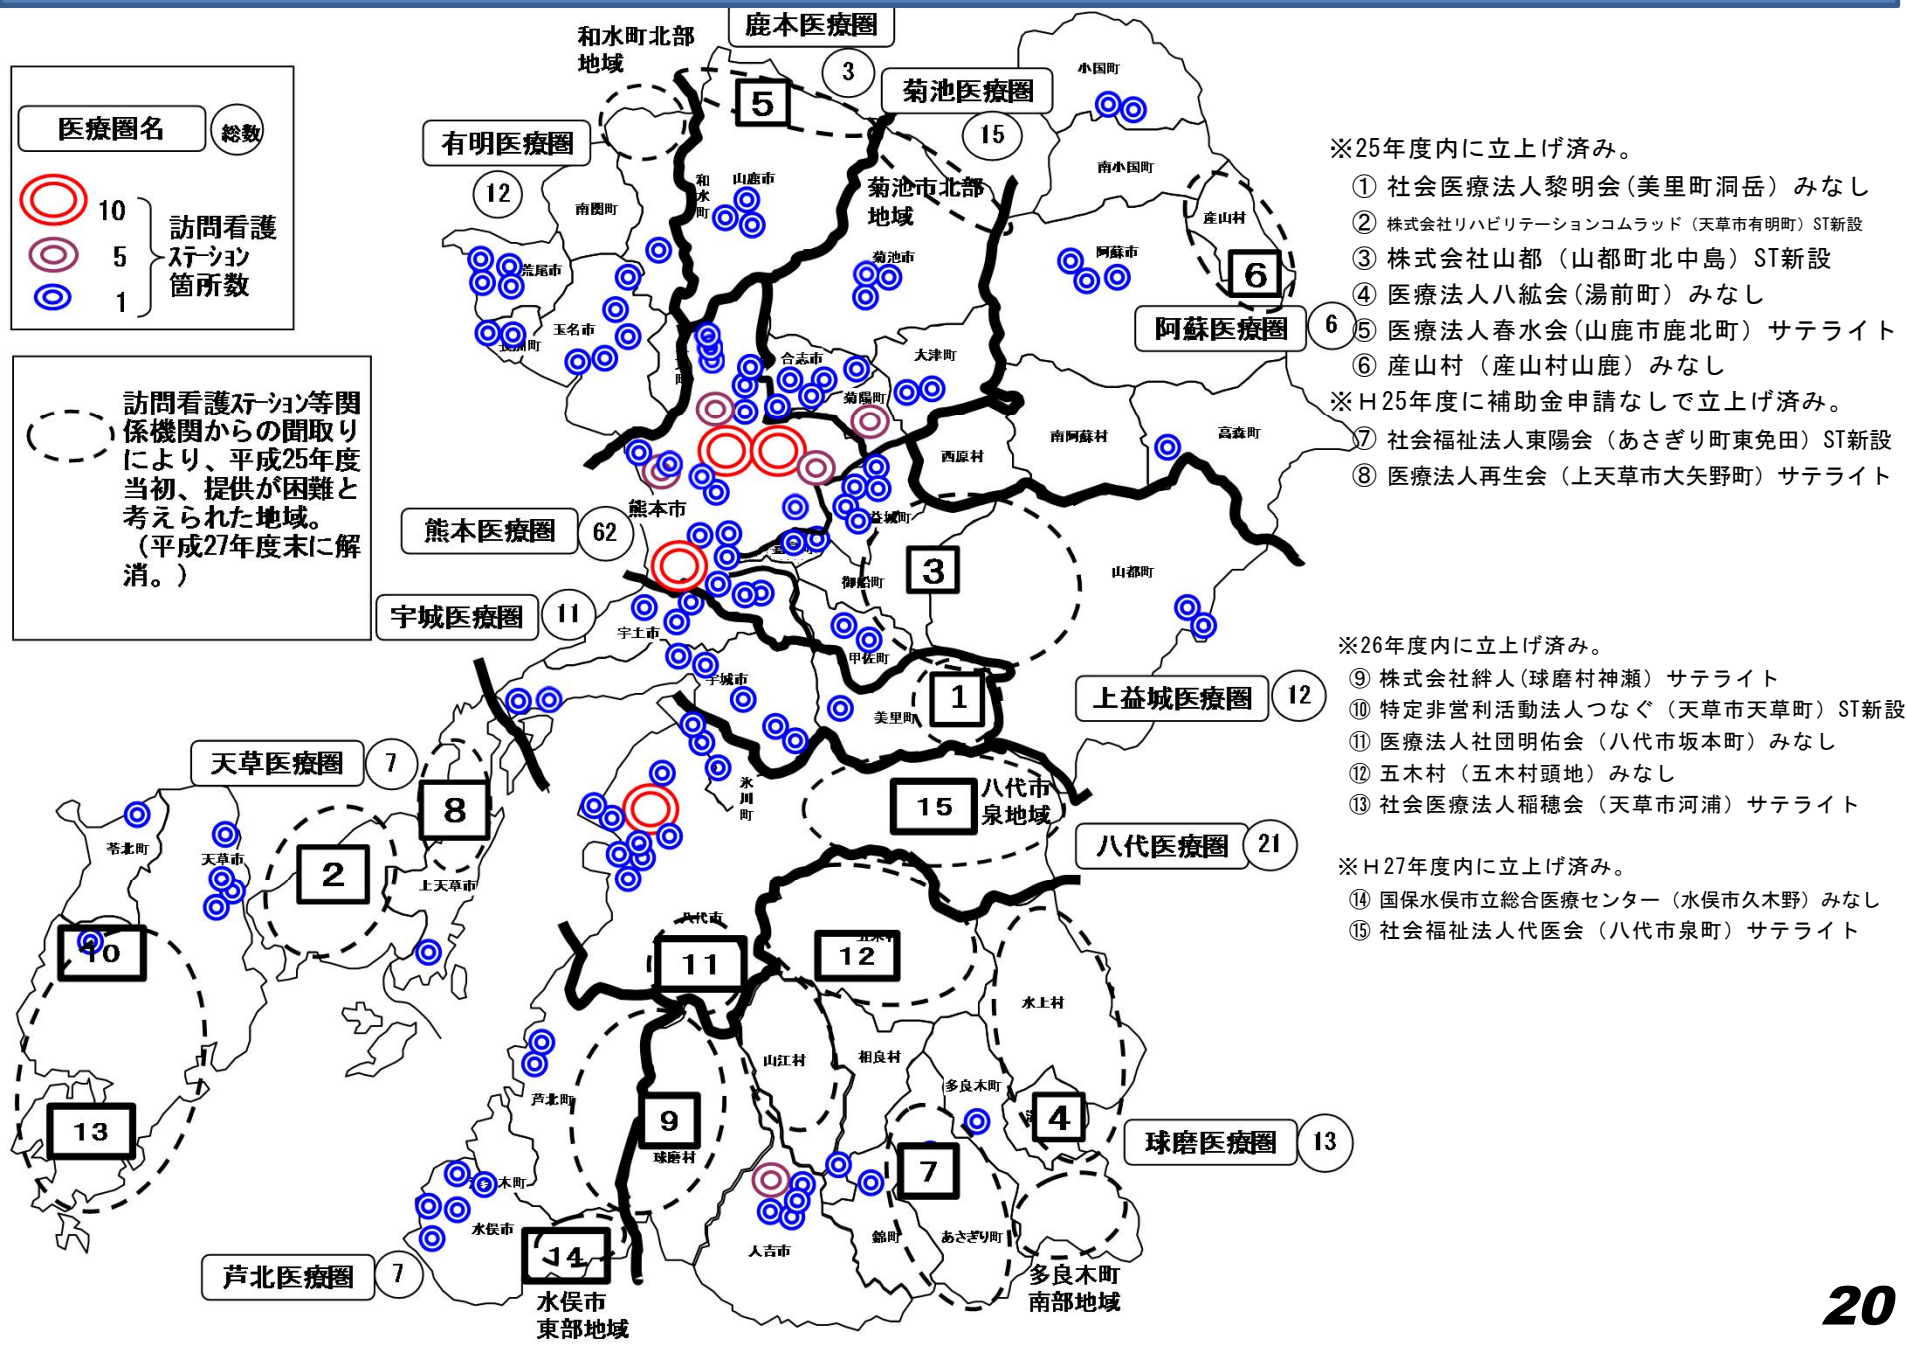 鹿本医療圏
3
和水町北部
地域
5
菊池医療圏
15
小国町
医療圏名
総数
有明医療圏
12
10
5
1
訪問看護
ステーション
箇所数
南関町
和水町
山鹿市
菊池市北部
地域
南小国町
産山村
6
阿蘇市
阿蘇医療圏
6
荒尾市
菊池市
玉名市
合志市
大津町
菊陽町
南阿蘇村
高森町
西原村
訪問看護ステーション等関
係機関からの聞取り
により、平成25年度
当初、提供が困難と
考えられた地域。
（平成27年度末に解
消。）
熊本市
熊本医療圏
62
益城町
御船町
3
山都町
宇城医療圏
11
宇土市
甲佐町
宇城市
美里町
1
上益城医療圏
12
天草医療圏
7
8
氷川町
15
八代市
泉地域
八代医療圏
21
苓北町
天草市
2
上天草市
八代市
10
11
12
水上村
13
山江村
相良村
多良木町
芦北町
9
球磨村
4
球磨医療圏
13
7
水俣市
14
人吉市
錦町
あさぎり町
芦北医療圏
7
水俣市
東部地域
多良木町
南部地域
※25年度内に立上げ済み。
① 社会医療法人黎明会(美里町洞岳）みなし
② 株式会社リハビリテーションコムラッド（天草市有明町）ST新設
③ 株式会社山都（山都町北中島）ST新設
④ 医療法人八紘会(湯前町）みなし
⑤ 医療法人春水会(山鹿市鹿北町）サテライト
⑥ 産山村（産山村山鹿）みなし
※Ｈ25年度に補助金申請なしで立上げ済み。
⑦ 社会福祉法人東陽会（あさぎり町東免田）ST新設
⑧ 医療法人再生会（上天草市大矢野町）サテライト
※26年度内に立上げ済み。
⑨ 株式会社絆人(球磨村神瀬）サテライト
⑩ 特定非営利活動法人つなぐ（天草市天草町）ST新設
⑪ 医療法人社団明佑会（八代市坂本町）みなし
⑫ 五木村（五木村頭地）みなし
⑬ 社会医療法人稲穂会（天草市河浦）サテライト
※Ｈ27年度内に立上げ済み。
⑭ 国保水俣市立総合医療センター（水俣市久木野）みなし
⑮ 社会福祉法人代医会（八代市泉町）サテライト
20